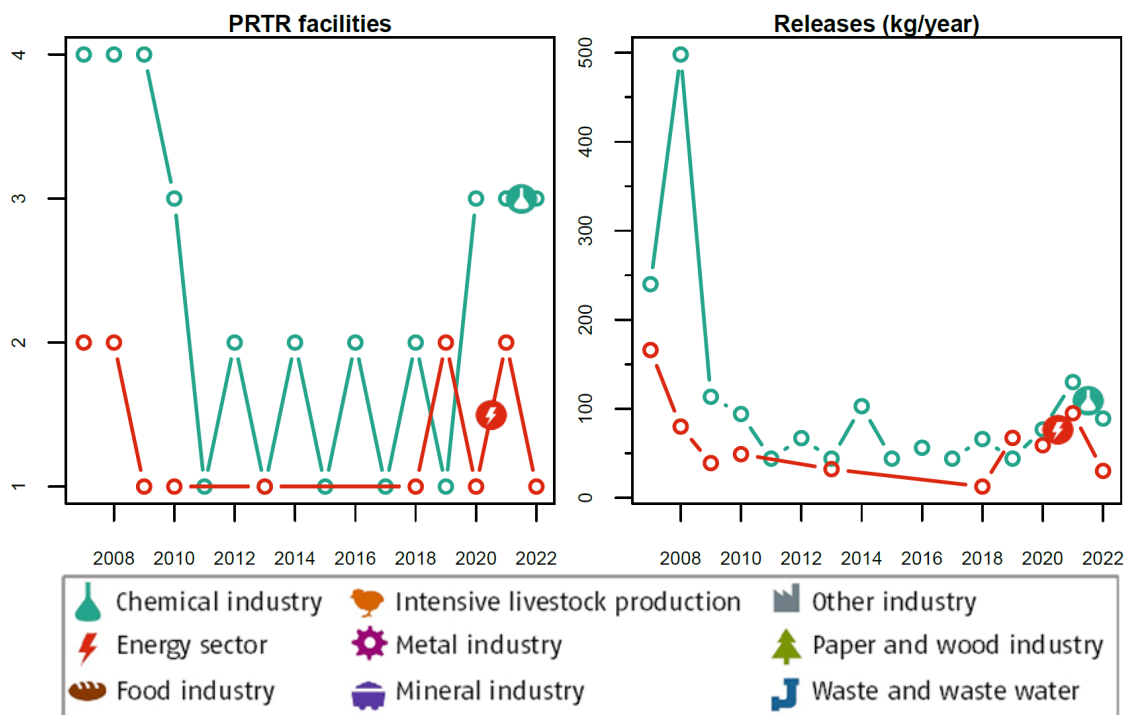 PRTR facilities
Releases (kg/year)
4
3
2
1
500
400
300
200
100
0
2008 2010 2012 2014 2016 2018 2020 2022
2008 2010 2012 2014 2016 2018 2020 2022
Chemical industry
Intensive livestock production
Other industry
Energy sector
Metal industry
Paper and wood industry
Food industry
Mineral industry
Waste and waste water